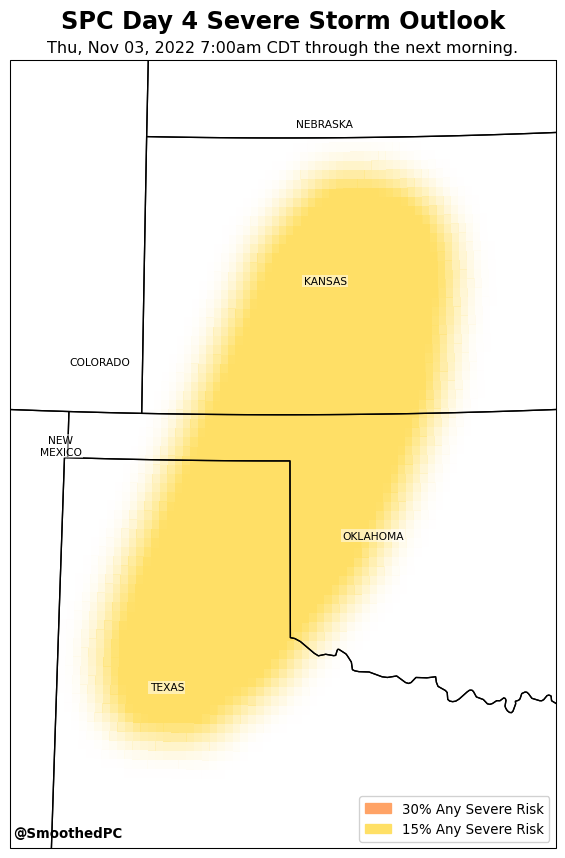 SPC Day 4 Severe Storm Outlook
Thu, Nov 03, 2022 7:00am CDT through the next morning.
NEBRASKA
KANSAS
COLORADO
NEW
MEXICO
OKLAHOMA
TEXAS
30% Any Severe Risk
15% Any Severe Risk
@SmoothedPC